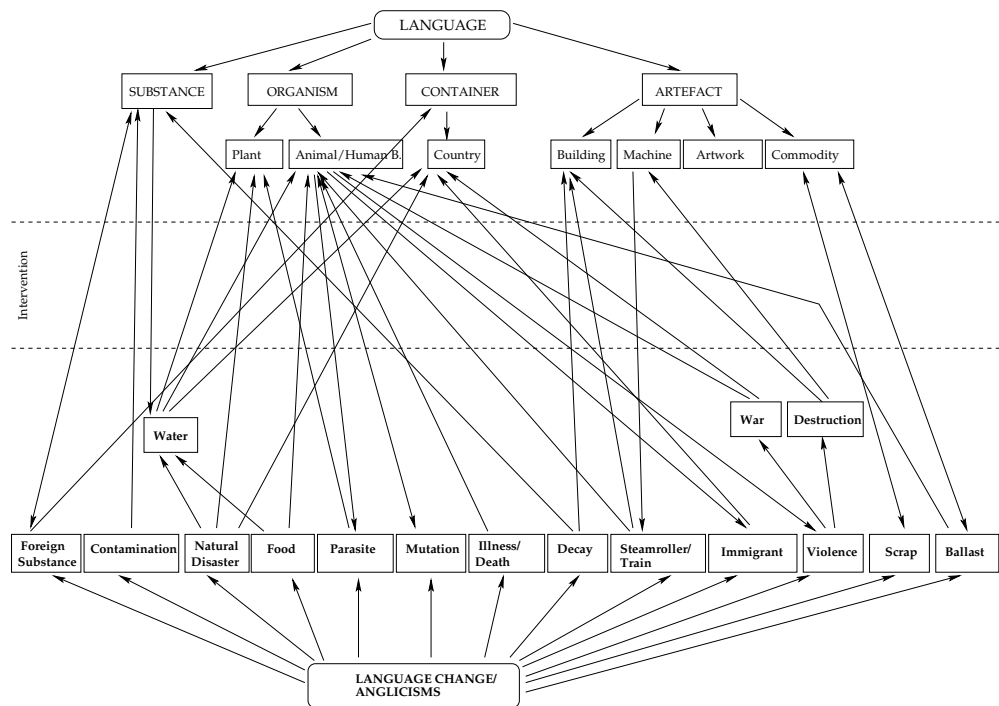 LANGUAGE
SUBSTANCE
ORGANISM
CONTAINER
ARTEFACT
Plant
Animal/Human B.
Country
Building
Machine
Artwork
Commodity
Intervention
Water
War
Destruction
Foreign
Substance
Contamination
Natural
Disaster
Food
Parasite
Mutation
Illness/
Death
Decay
Steamroller/
Train
Immigrant
Violence
Scrap
Ballast
LANGUAGE CHANGE/
ANGLICISMS